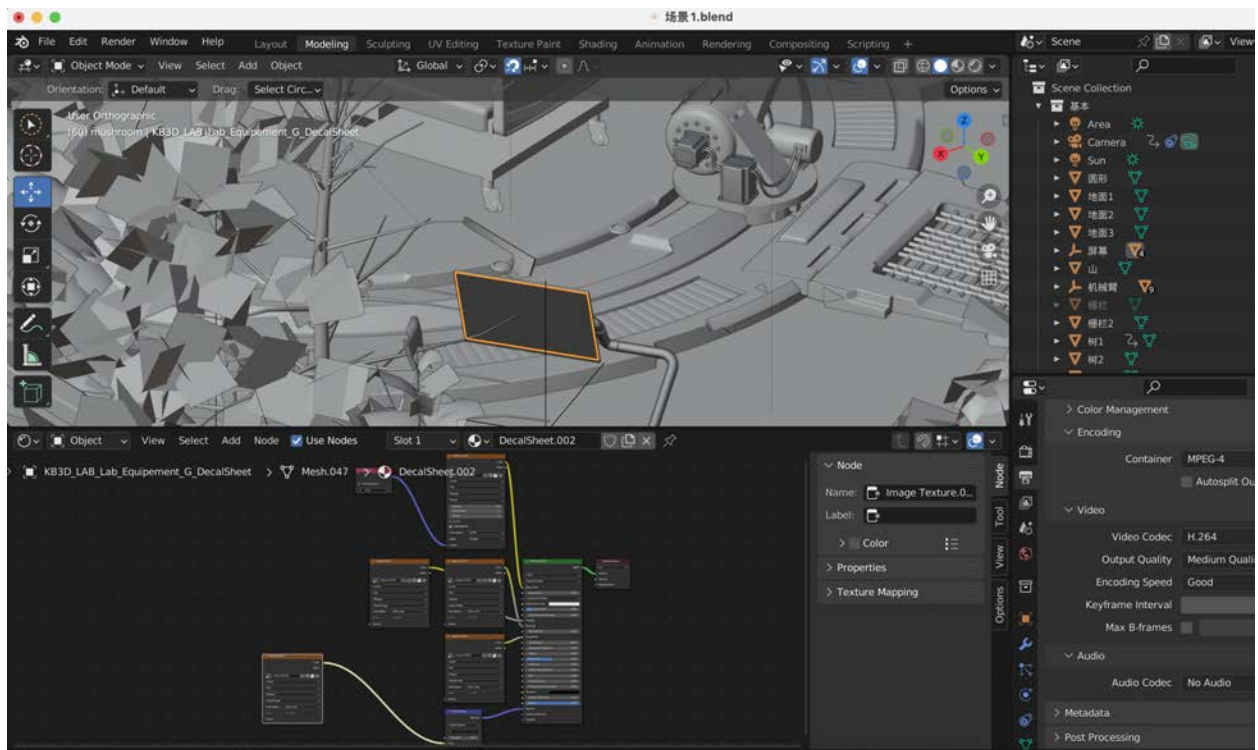 场景1.blend
File Edit Render Window Help Layout Modeling Sculpting UV Editing Texture Paint Shading Animation Rendering Compositing Scripting + Scene View
Object Mode View Select Add Object Global
Orientation: Default Drag: Select Circ... Options
User Orthographic
(60) mushroom | KB3D_LAB_Lab_Equipement_G_DecalSheet
Z
X
Y
Scene Collection
基本
Area
Camera
Sun
圆形
地面1
地面2
地面3
屏幕 4
山
机械臂 9
栅栏
栅栏2
树1
树2
Object View Select Add Node Use Nodes Slot 1 DecalSheet.002
KB3D_LAB_Lab_Equipement_G_DecalSheet > Mesh.047 > DecalSheet.002
Node
Name: Image Texture.0...
Label:
Color
Properties
Texture Mapping
Node
Tool
View
Options
Color Management
Encoding
Container MPEG-4
Autosplit Ou
Video
Video Codec H.264
Output Quality Medium Quali
Encoding Speed Good
Keyframe Interval
Max B-frames
Audio
Audio Codec No Audio
Metadata
Post Processing